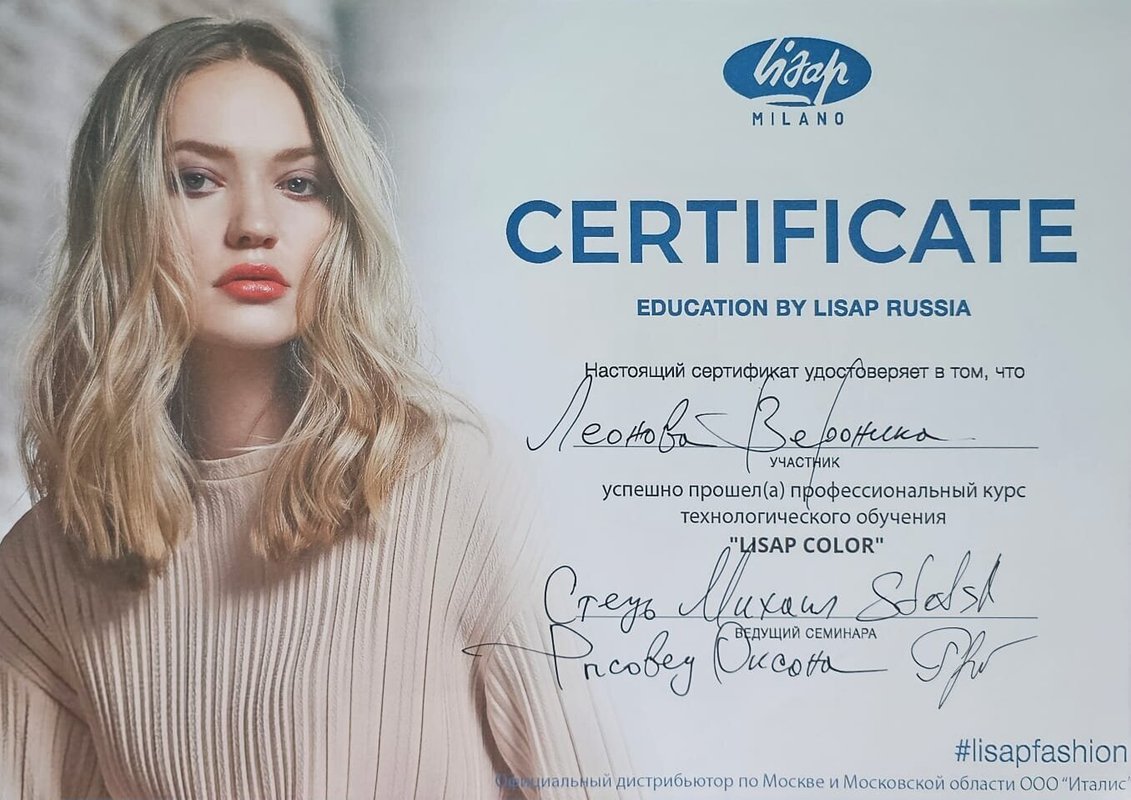 lisap
MILANO
CERTIFICATE
EDUCATION BY LISAP RUSSIA
Настоящий сертификат удостоверяет в том, что
Леонова Вероника
УЧАСТНИК
успешно прошел(а) профессиональный курс
технологического обучения
"LISAP COLOR"
Михаил
ВЕДУЩИЙ СЕМИНАРА
Оксана
#lisapfashion
Официальный дистрибьютор по Москве и Московской области ООО "Италис"